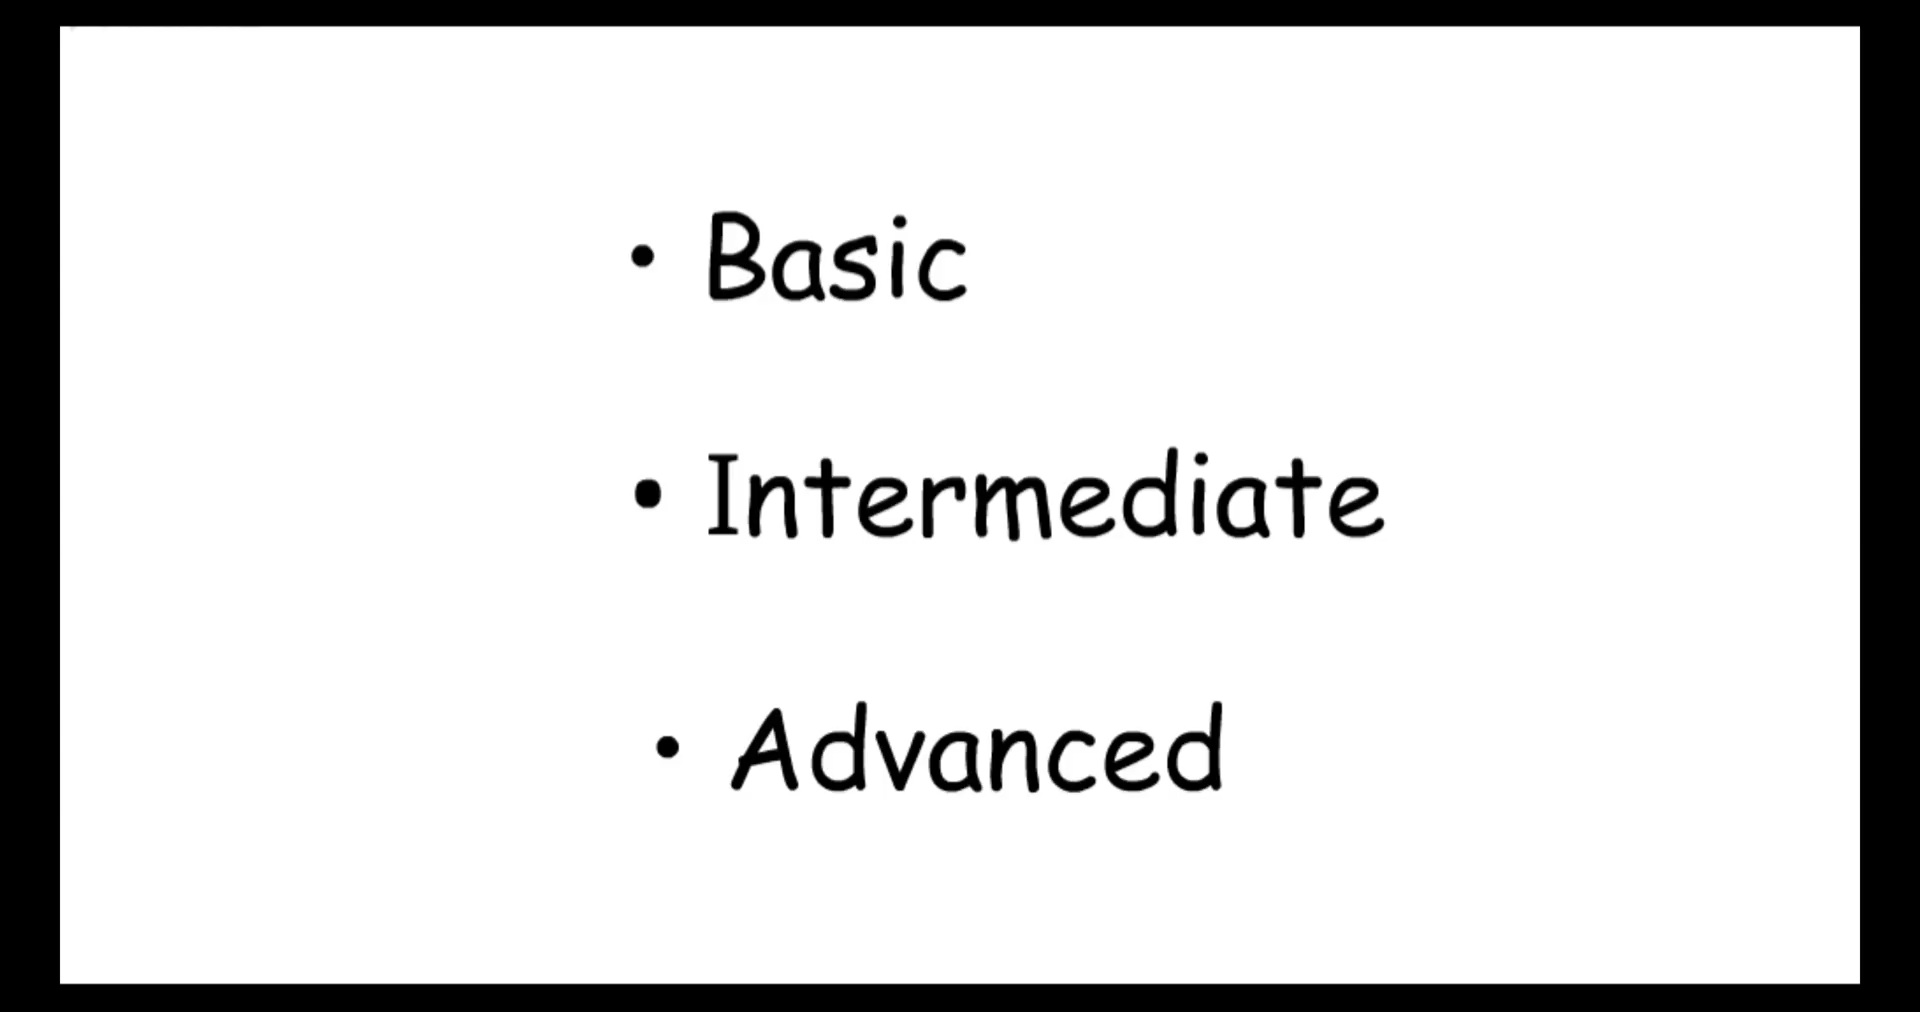 • Basic
• Intermediate
• Advanced